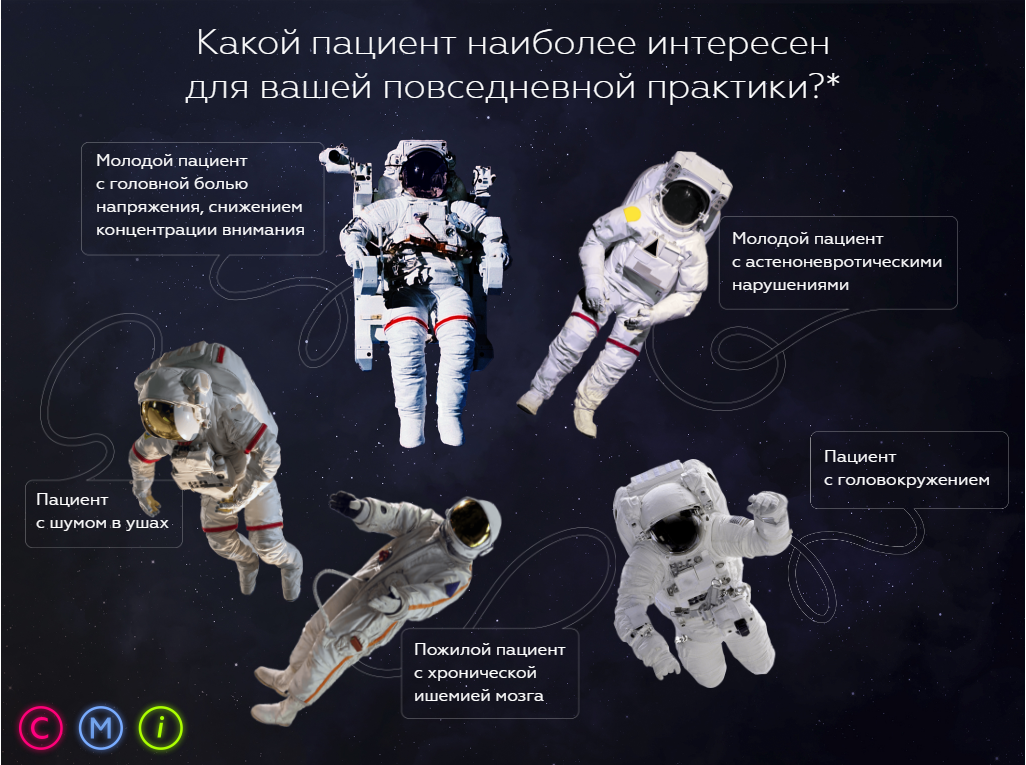 Какой пациент наиболее интересен
для вашей повседневной практики?*
Молодой пациент
с головной болью
напряжения, снижением
концентрации внимания
Молодой пациент
с астеноневротическими
нарушениями
Пациент
с головокружением
Пациент
с шумом в ушах
Пожилой пациент
с хронической
ишемией мозга
C M i